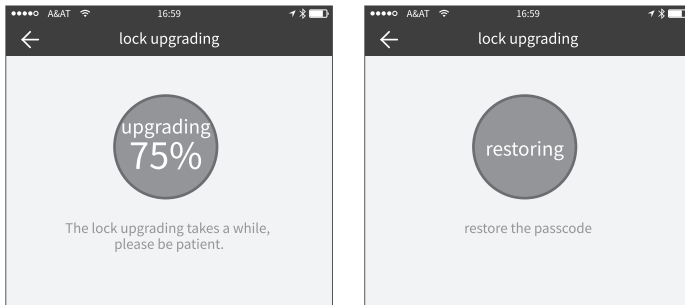 A&AT 16:59
lock upgrading
upgrading
75%
The lock upgrading takes a while,
please be patient.
A&AT 16:59
lock upgrading
restoring
restore the passcode